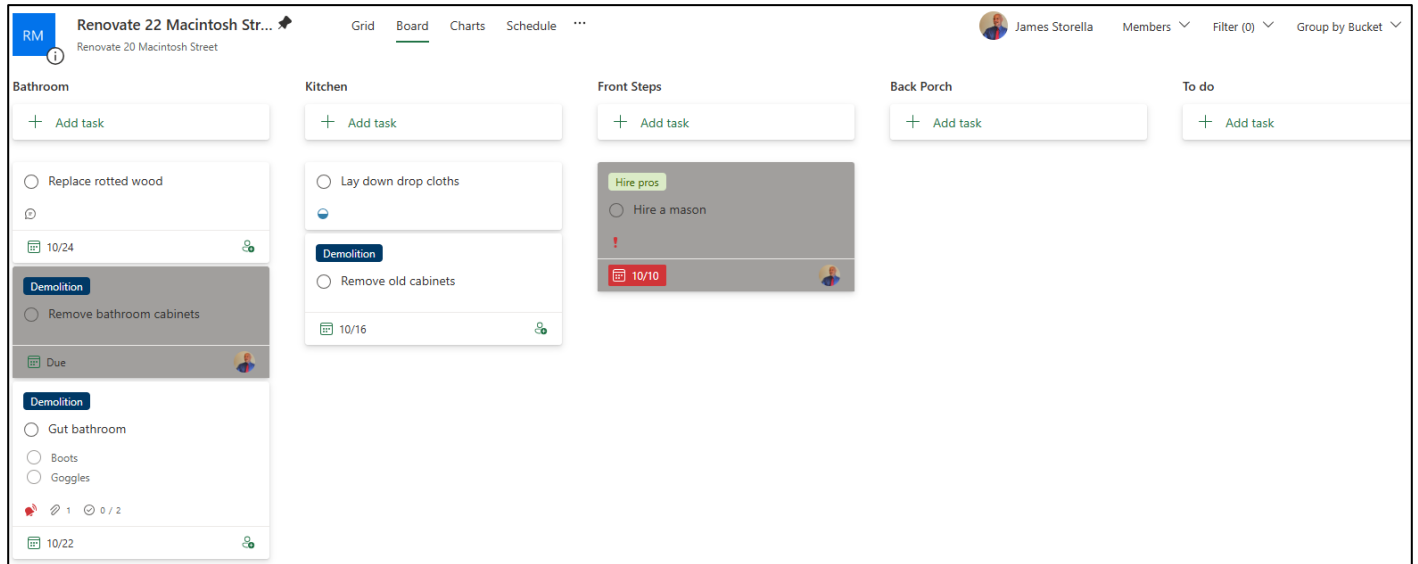 RM
Renovate 22 Macintosh Str...
Renovate 20 Macintosh Street
Grid Board Charts Schedule ...
James Storella Members Filter (0) Group by Bucket
Bathroom
+ Add task
Replace rotted wood
10/24
Demolition
Remove bathroom cabinets
Due
Demolition
Gut bathroom
Boots
Goggles
1 0 / 2
10/22
Kitchen
+ Add task
Lay down drop cloths
Demolition
Remove old cabinets
10/16
Front Steps
+ Add task
Hire pros
Hire a mason
!
10/10
Back Porch
+ Add task
To do
+ Add task